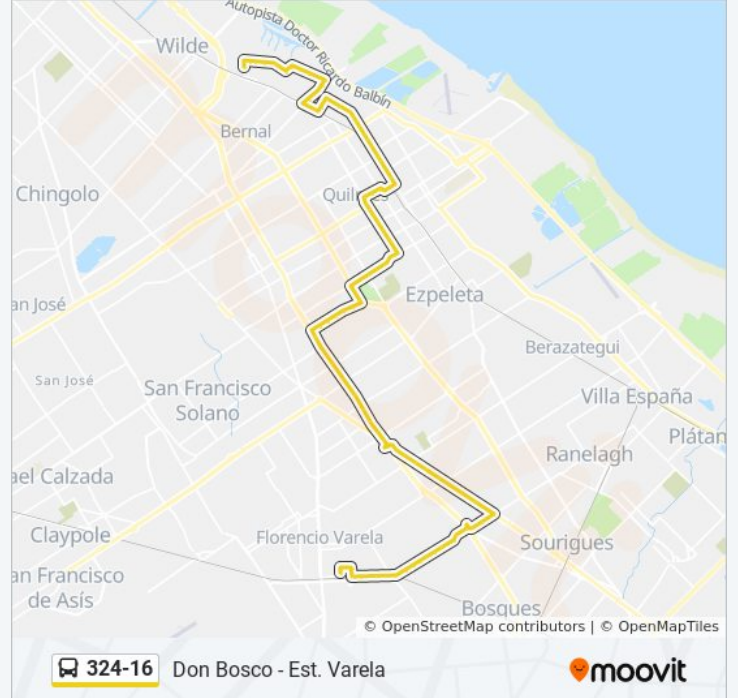 Autopista Doctor Ricardo Balbín
Wilde
Bernal
Chingolo
Quilmes
an José
Ezpeleta
Berazategui
San José
San Francisco
Solano
Villa España
Plátan
Ranelagh
ael Calzada
Claypole
Florencio Varela
Sourigues
an Francisco
de Asís
Bosques
© OpenStreetMap contributors | © OpenMapTiles
324-16 Don Bosco - Est. Varela
moovit